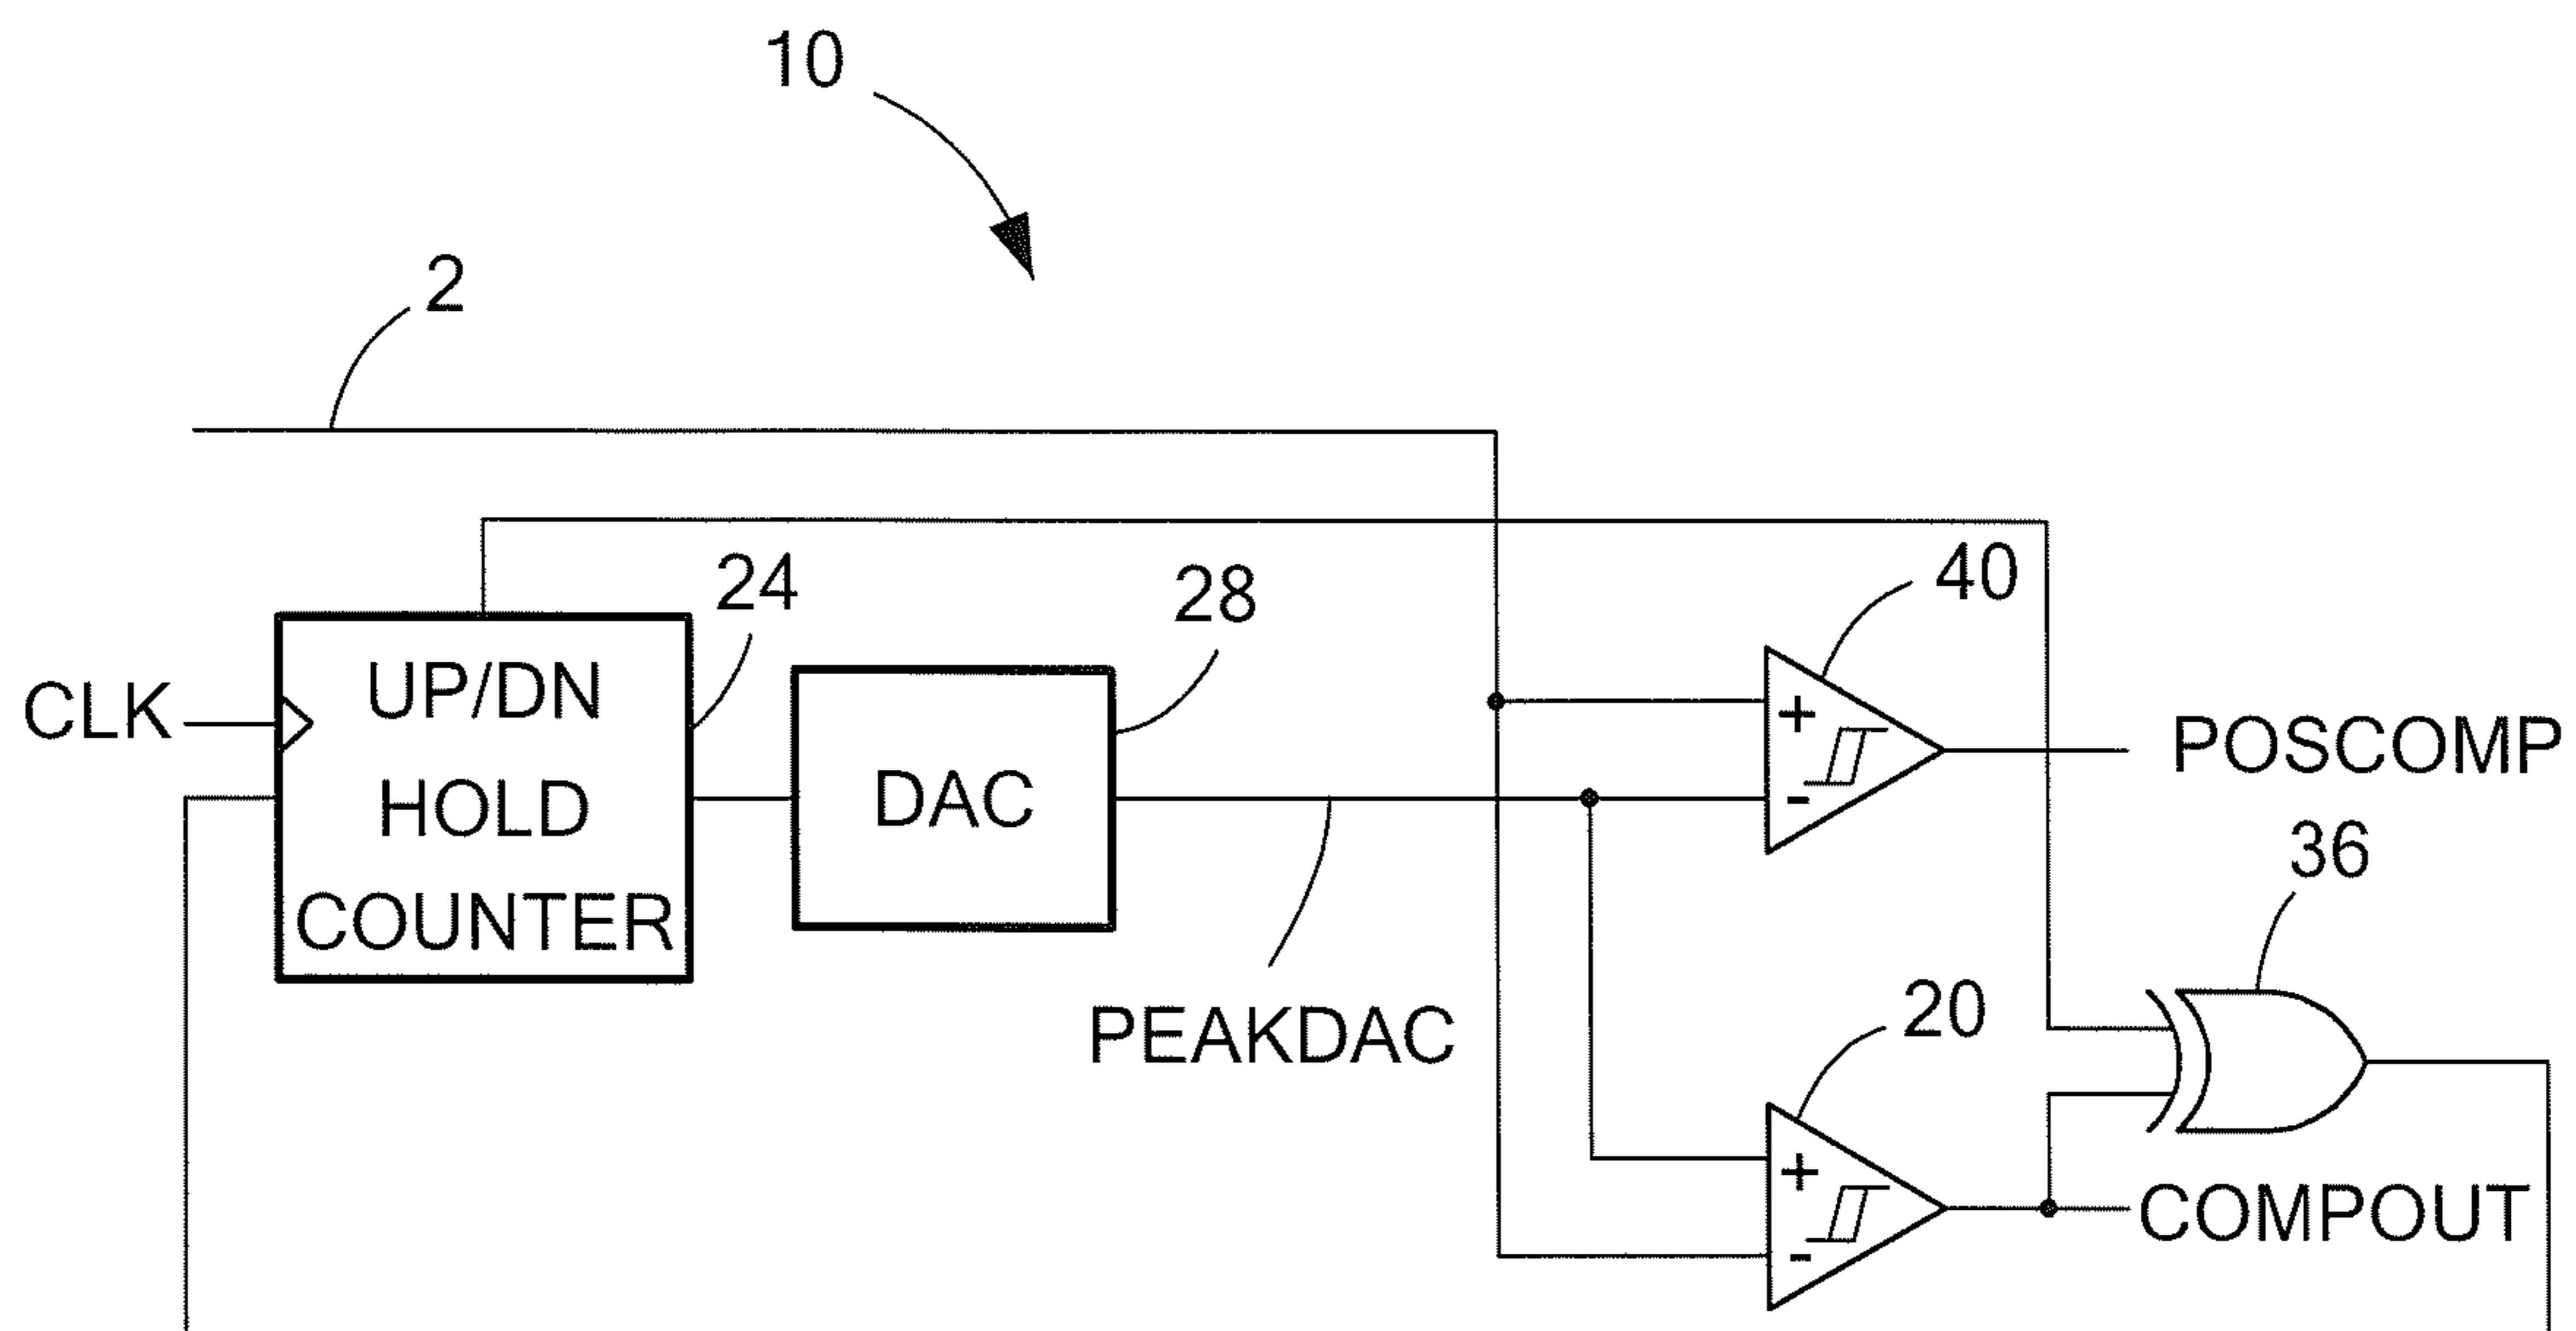 10
2
24
28
40
CLK
UP/DN
HOLD
COUNTER
DAC
+
-
POSCOMP
36
PEAKDAC
20
+
-
COMPOUT